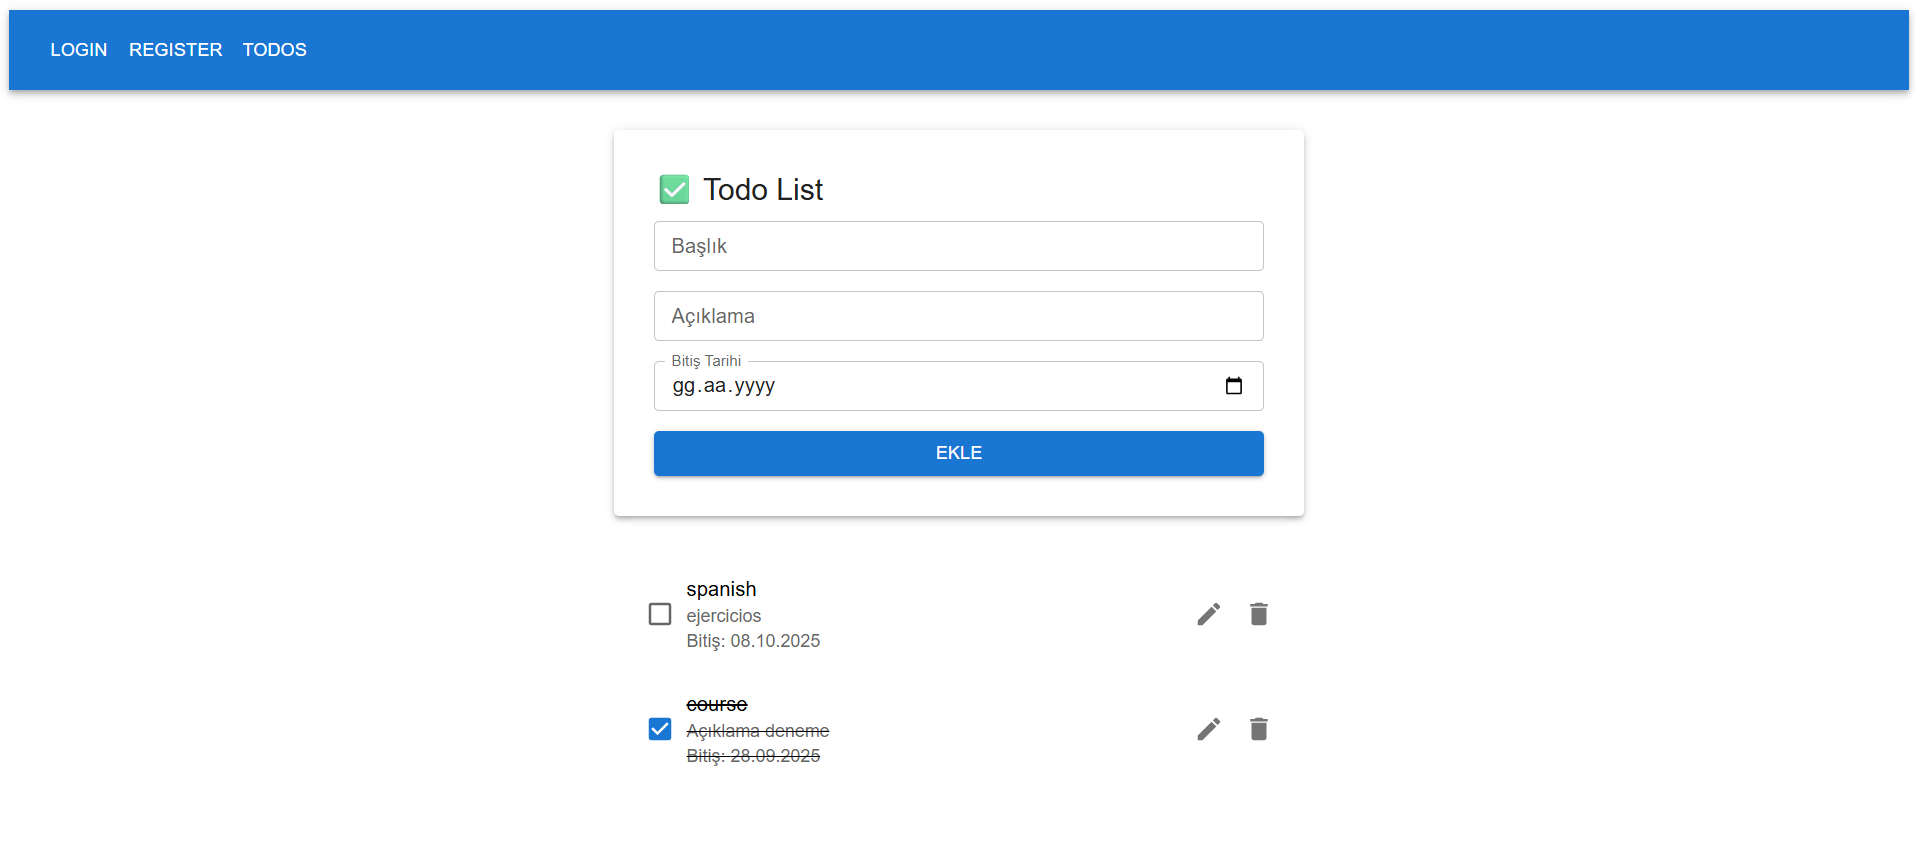 LOGIN REGISTER TODOS
✅ Todo List
Başlık
Açıklama
Bitiş Tarihi
gg.aa.yyyy
EKLE
spanish
ejercicios
Bitiş: 08.10.2025
course
Açıklama deneme
Bitiş: 28.09.2025